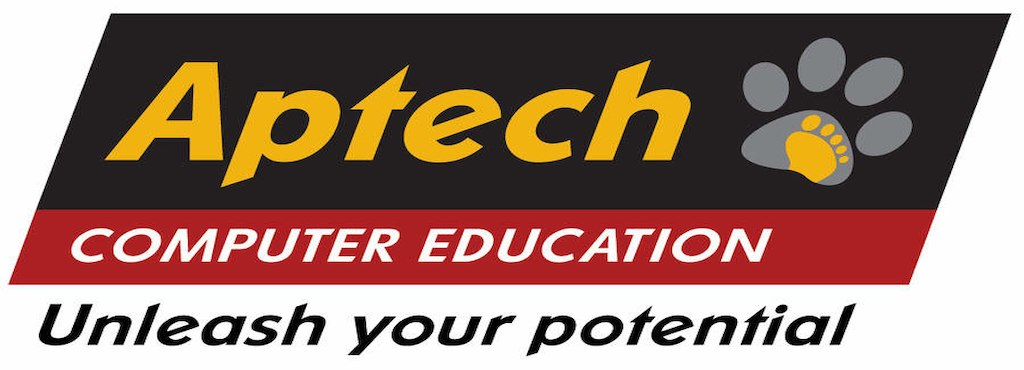 Aptech
COMPUTER EDUCATION
Unleash your potential